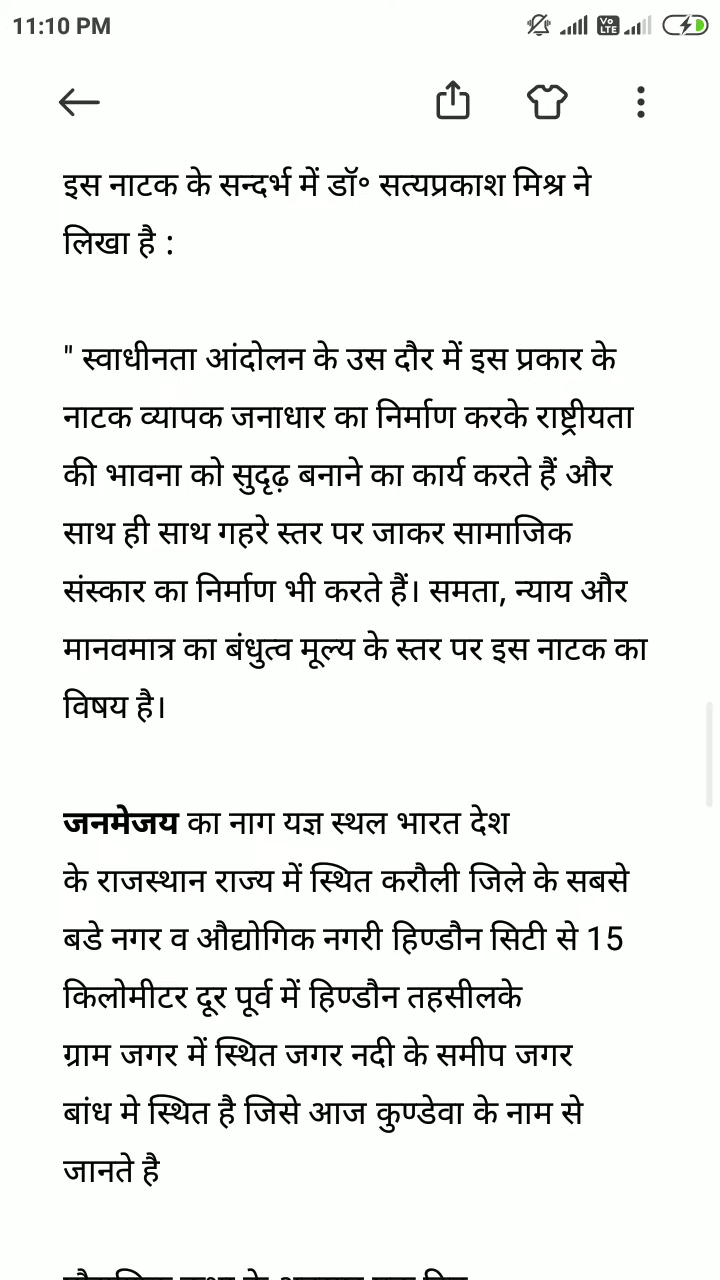 11:10 PM
Vo LTE
इस नाटक के सन्दर्भ में डॉ॰ सत्यप्रकाश मिश्र ने
लिखा है :
" स्वाधीनता आंदोलन के उस दौर में इस प्रकार के
नाटक व्यापक जनाधार का निर्माण करके राष्ट्रीयता
की भावना को सुदृढ़ बनाने का कार्य करते हैं और
साथ ही साथ गहरे स्तर पर जाकर सामाजिक
संस्कार का निर्माण भी करते हैं। समता, न्याय और
मानवमात्र का बंधुत्व मूल्य के स्तर पर इस नाटक का
विषय है।
जनमेजय का नाग यज्ञ स्थल भारत देश
के राजस्थान राज्य में स्थित करौली जिले के सबसे
बडे नगर व औद्योगिक नगरी हिण्डौन सिटी से 15
किलोमीटर दूर पूर्व में हिण्डौन तहसीलके
ग्राम जगर में स्थित जगर नदी के समीप जगर
बांध मे स्थित है जिसे आज कुण्डेवा के नाम से
जानते है